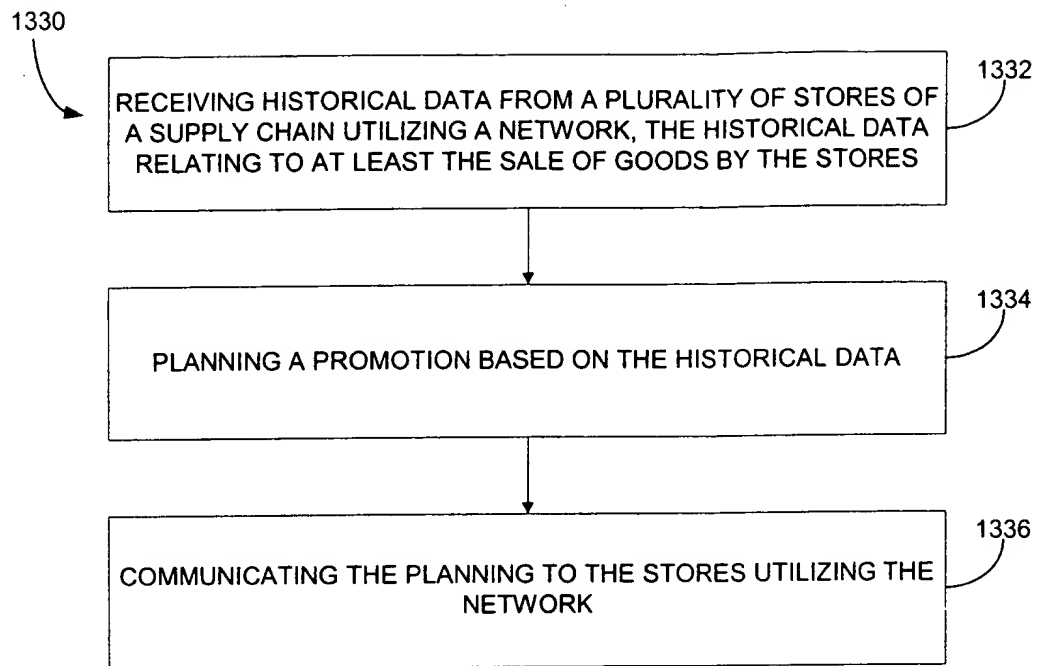 1330
1332
RECEIVING HISTORICAL DATA FROM A PLURALITY OF STORES OF
A SUPPLY CHAIN UTILIZING A NETWORK, THE HISTORICAL DATA
RELATING TO AT LEAST THE SALE OF GOODS BY THE STORES
1334
PLANNING A PROMOTION BASED ON THE HISTORICAL DATA
1336
COMMUNICATING THE PLANNING TO THE STORES UTILIZING THE
NETWORK